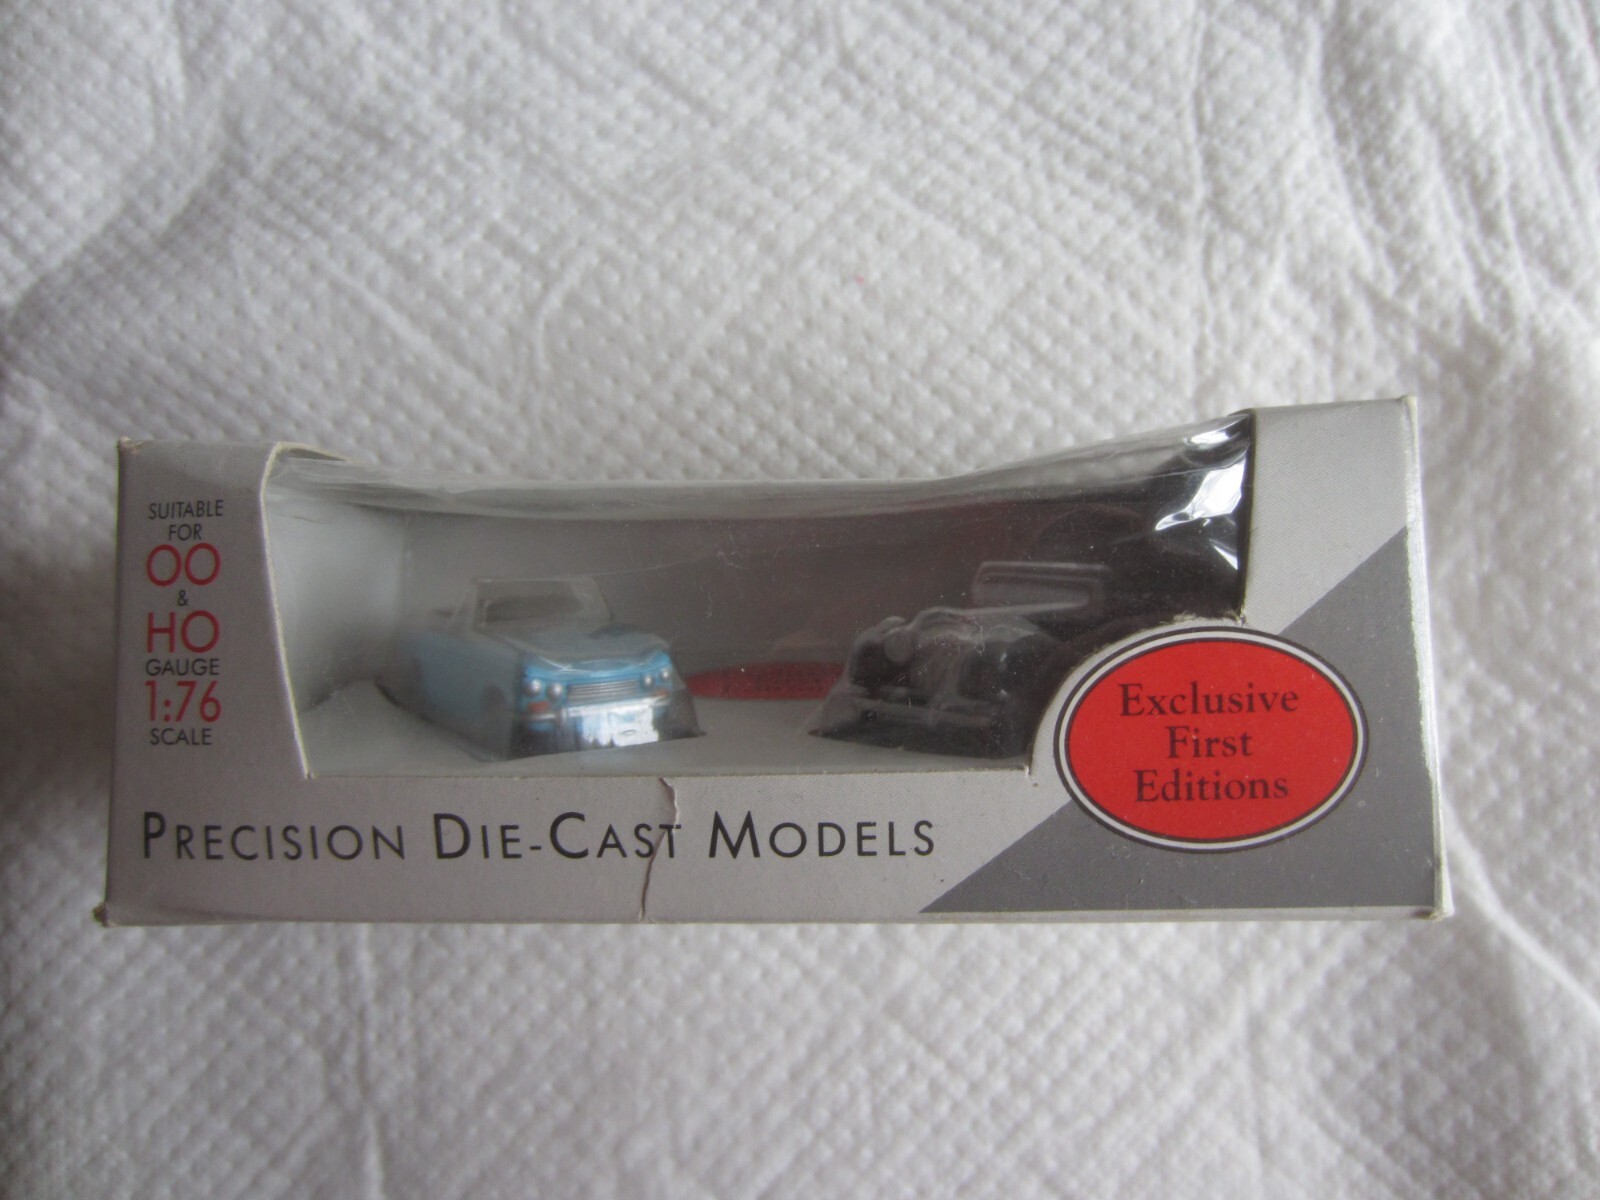 SUITABLE
FOR
OO
&
HO
GAUGE
1:76
SCALE
PRECISION DIE-CAST MODELS
Exclusive
First
Editions